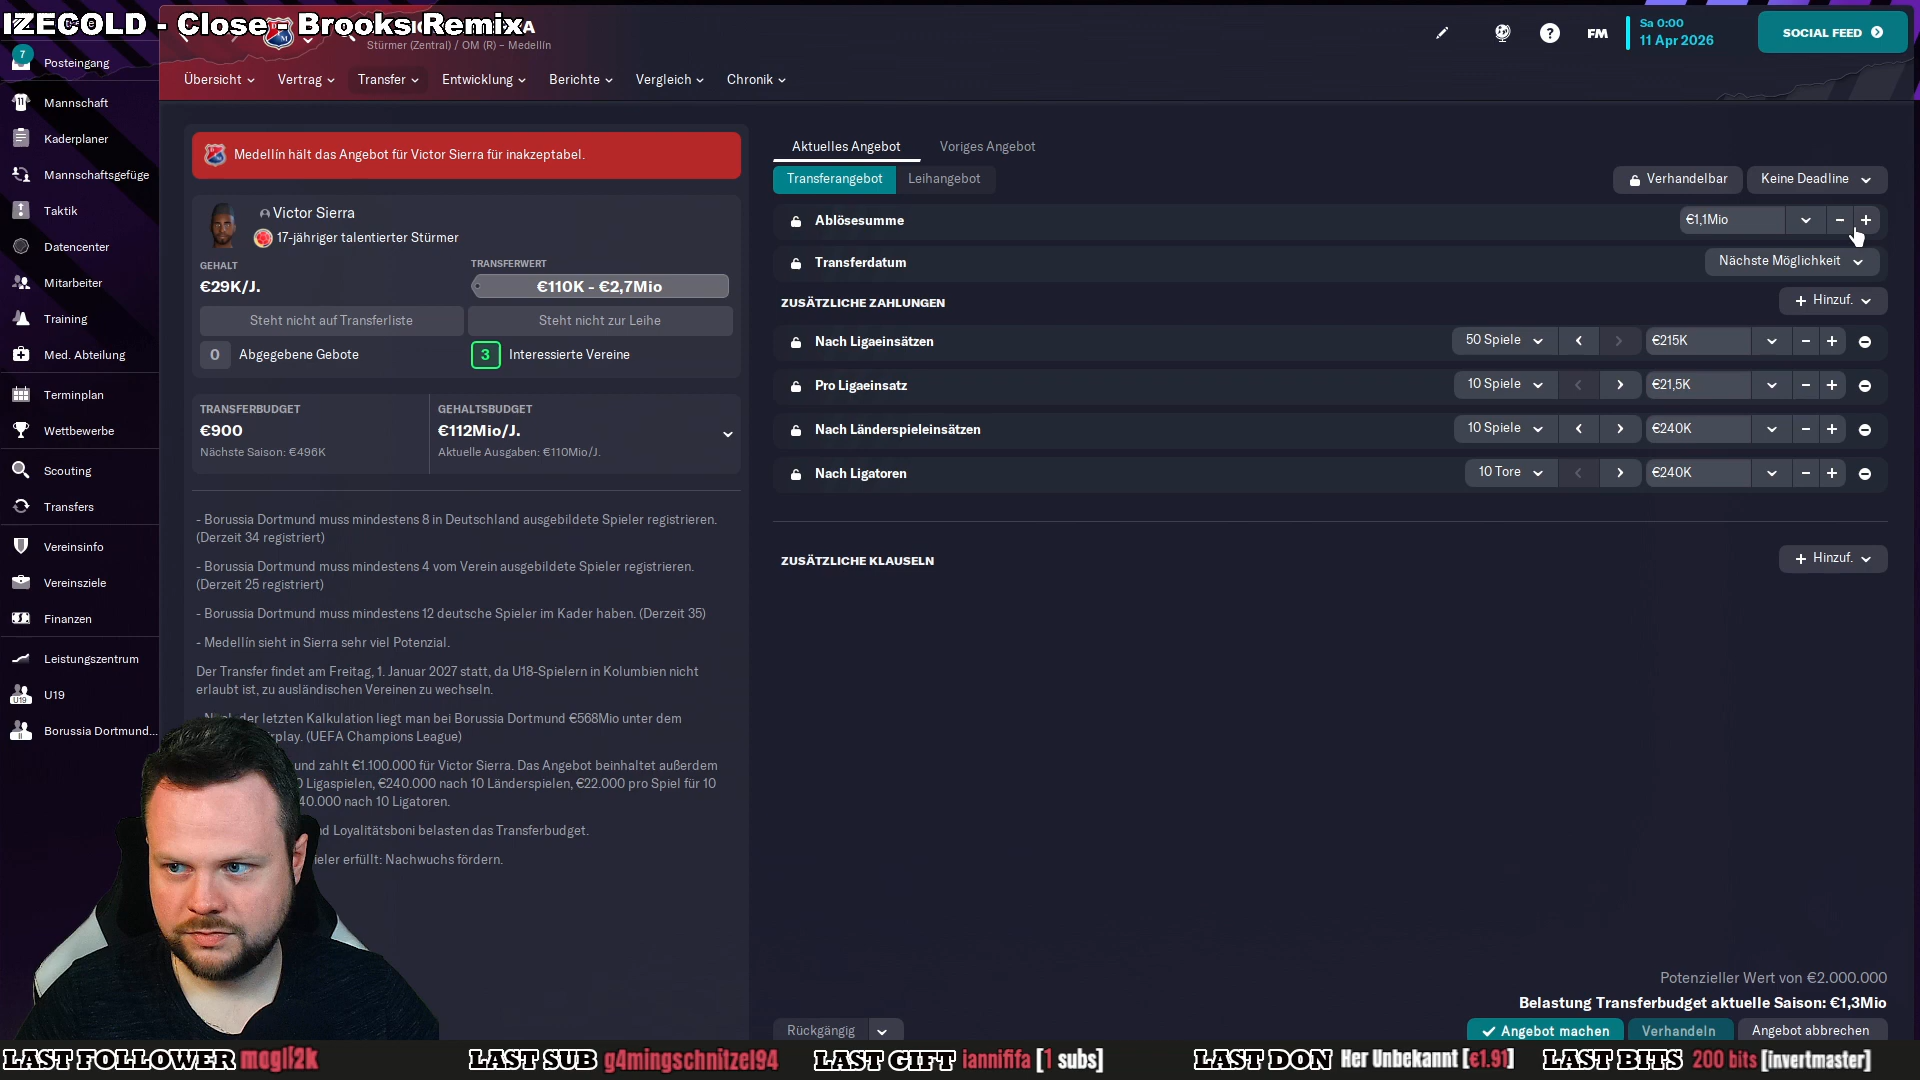 IZECOLD - Close - Brooks Remix
Stürmer (Zentral) / OM (R) – Medellín
FM
Sa 0:00
11 Apr 2026
SOCIAL FEED
7
Posteingang
Übersicht
Vertrag
Transfer
Entwicklung
Berichte
Vergleich
Chronik
Mannschaft
Kaderplaner
Mannschaftsgefüge
Taktik
Datencenter
Mitarbeiter
Training
Med. Abteilung
Terminplan
Wettbewerbe
Scouting
Transfers
Vereinsinfo
Vereinsziele
Finanzen
Leistungszentrum
U19
Borussia Dortmund...
Medellín hält das Angebot für Victor Sierra für inakzeptabel.
Victor Sierra
17-jähriger talentierter Stürmer
GEHALT
€29K/J.
TRANSFERWERT
€110K - €2,7Mio
Steht nicht auf Transferliste
Steht nicht zur Leihe
0 Abgegebene Gebote
3 Interessierte Vereine
TRANSFERBUDGET
€900
Nächste Saison: €496K
GEHALTSBUDGET
€112Mio/J.
Aktuelle Ausgaben: €110Mio/J.
- Borussia Dortmund muss mindestens 8 in Deutschland ausgebildete Spieler registrieren.
(Derzeit 34 registriert)
- Borussia Dortmund muss mindestens 4 vom Verein ausgebildete Spieler registrieren.
(Derzeit 25 registriert)
- Borussia Dortmund muss mindestens 12 deutsche Spieler im Kader haben. (Derzeit 35)
- Medellín sieht in Sierra sehr viel Potenzial.
Der Transfer findet am Freitag, 1. Januar 2027 statt, da U18-Spielern in Kolumbien nicht
erlaubt ist, zu ausländischen Vereinen zu wechseln.
der letzten Kalkulation liegt man bei Borussia Dortmund €568Mio unter dem
(UEFA Champions League)
zahlt €1.100.000 für Victor Sierra. Das Angebot beinhaltet außerdem
Ligaspielen, €240.000 nach 10 Länderspielen, €22.000 pro Spiel für 10
nach 10 Ligatoren.
Loyalitätsboni belasten das Transferbudget.
erfüllt: Nachwuchs fördern.
Aktuelles Angebot
Voriges Angebot
Transferangebot
Leihangebot
Verhandelbar
Keine Deadline
Ablösesumme
€1,1Mio
Transferdatum
Nächste Möglichkeit
ZUSÄTZLICHE ZAHLUNGEN
Hinzuf.
Nach Ligaeinsätzen
50 Spiele
€215K
Pro Ligaeinsatz
10 Spiele
€21,5K
Nach Länderspieleinsätzen
10 Spiele
€240K
Nach Ligatoren
10 Tore
€240K
ZUSÄTZLICHE KLAUSELN
Hinzuf.
Potenzieller Wert von €2.000.000
Belastung Transferbudget aktuelle Saison: €1,3Mio
Rückgängig
Angebot machen
Verhandeln
Angebot abbrechen
LAST FOLLOWER mogli2k
LAST SUB g4mingschnitzel94
LAST GIFT iannififa [1 subs]
LAST DON Her Unbekannt [€1.91]
LAST BITS 200 bits [invertmaster]